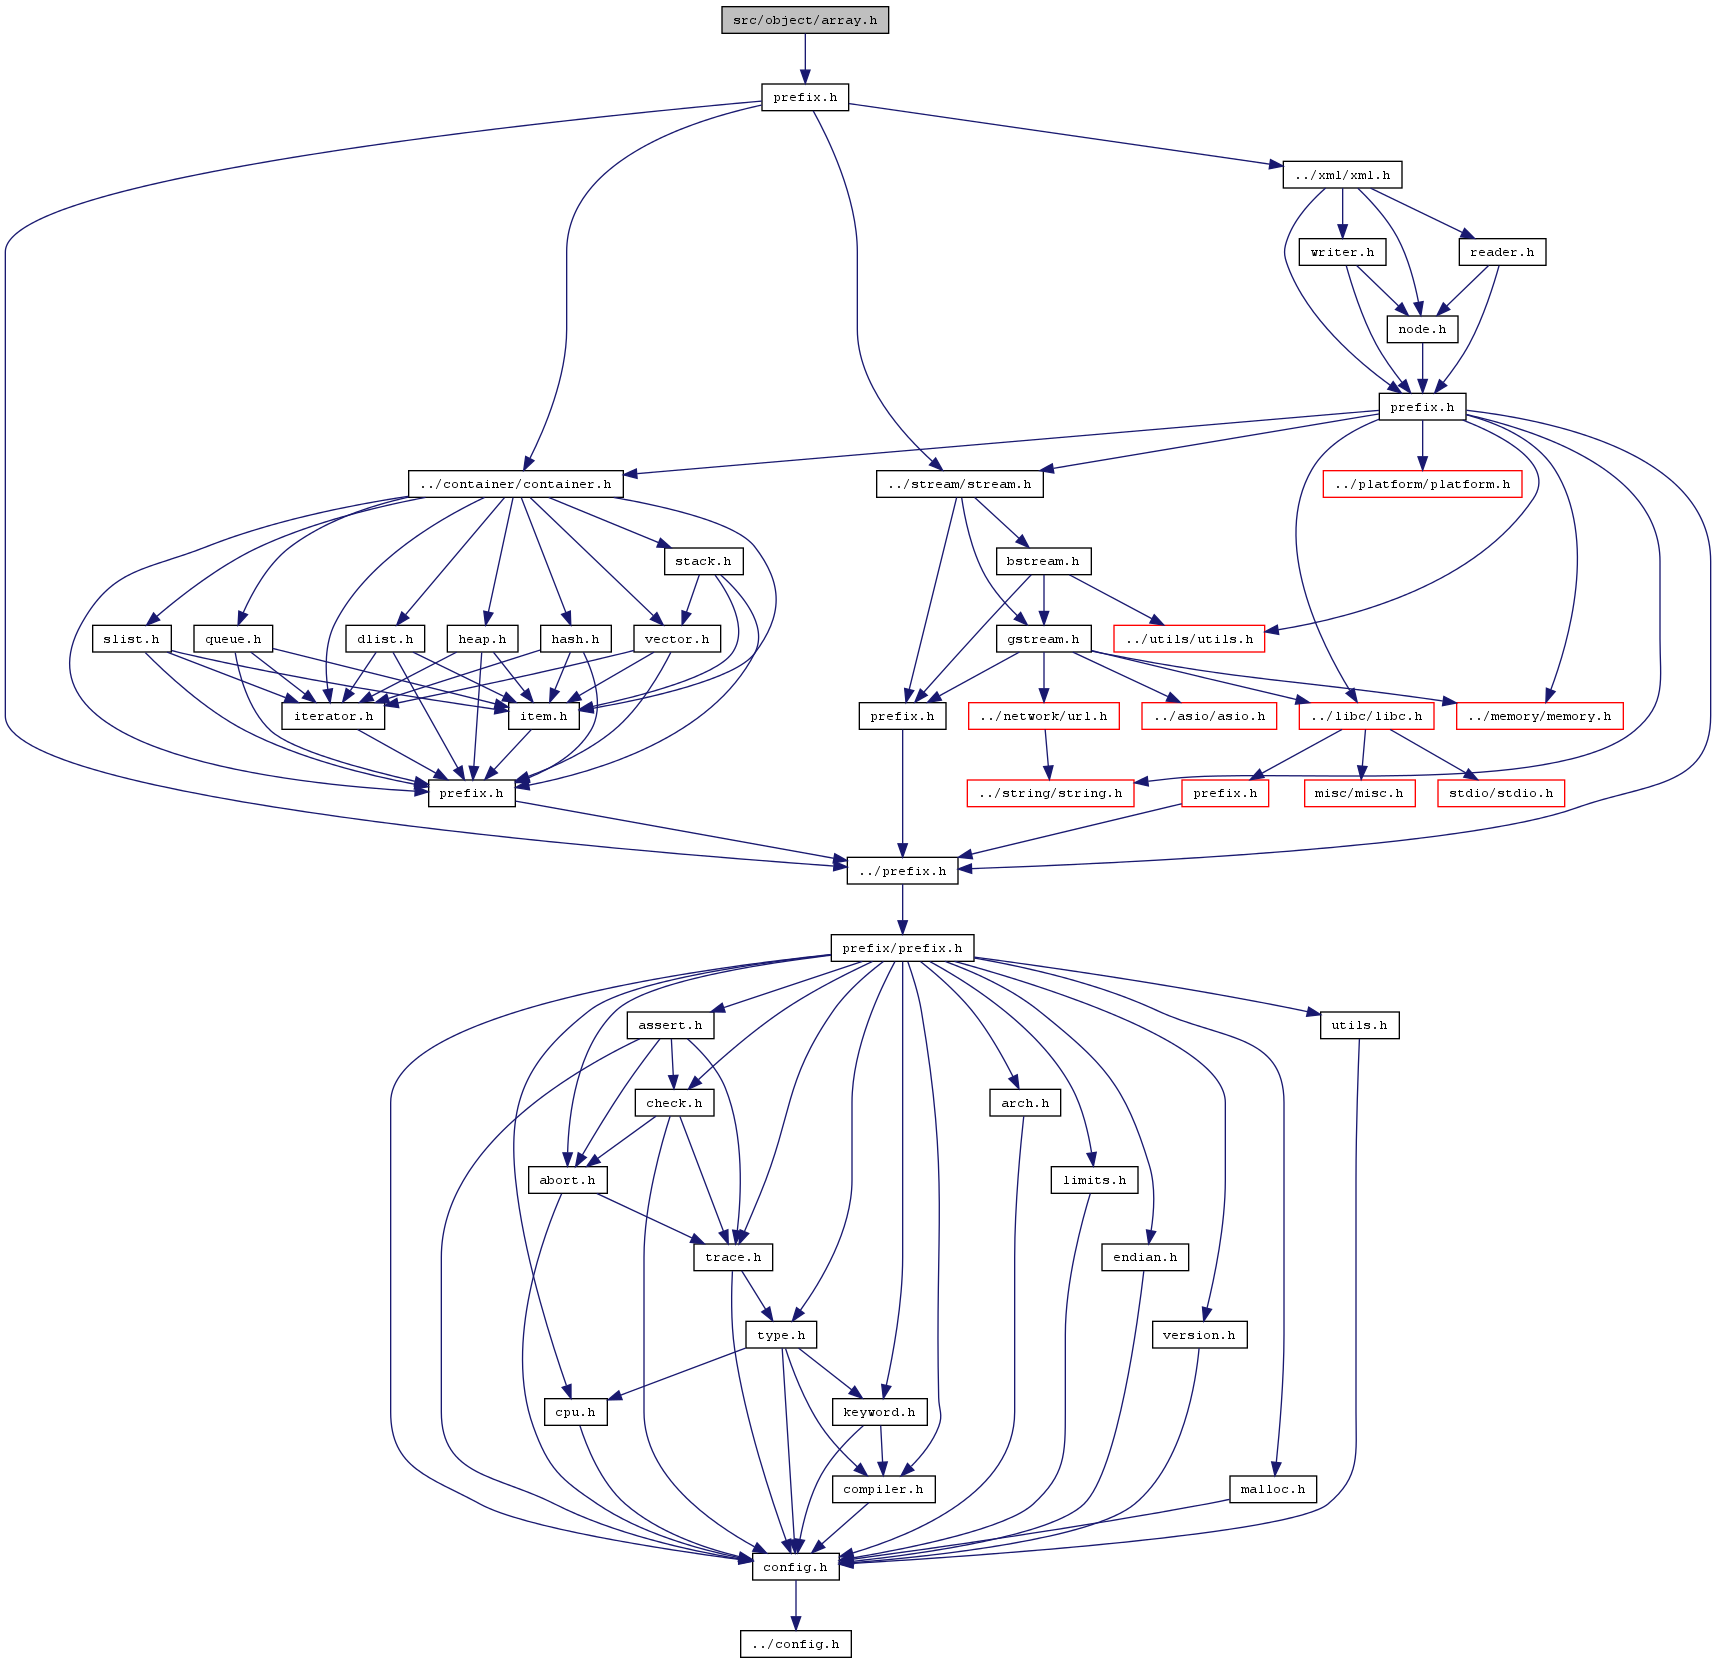 src/object/array.h
prefix.h
../xml/xml.h
writer.h
reader.h
node.h
prefix.h
../container/container.h
../stream/stream.h
../platform/platform.h
stack.h
bstream.h
slist.h
queue.h
dlist.h
heap.h
hash.h
vector.h
gstream.h
../utils/utils.h
iterator.h
item.h
prefix.h
../network/url.h
../asio/asio.h
../libc/libc.h
../memory/memory.h
prefix.h
../string/string.h
prefix.h
misc/misc.h
stdio/stdio.h
../prefix.h
prefix/prefix.h
assert.h
utils.h
check.h
arch.h
abort.h
limits.h
trace.h
endian.h
type.h
version.h
cpu.h
keyword.h
compiler.h
malloc.h
config.h
../config.h